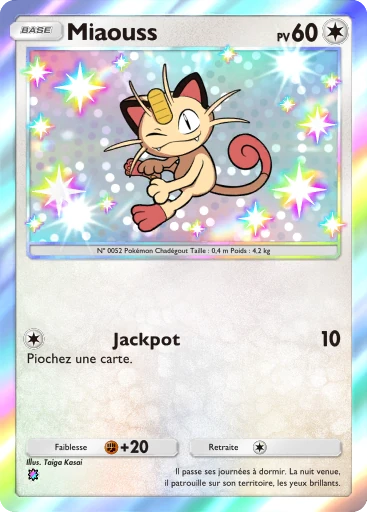 BASE
Miaouss
PV 60
N° 0052 Pokémon Chadégout Taille : 0,4 m Poids : 4,2 kg
Jackpot 10
Piochez une carte.
Faiblesse +20 Retraite
Illus. Taiga Kasai
Il passe ses journées à dormir. La nuit venue,
il patrouille sur son territoire, les yeux brillants.